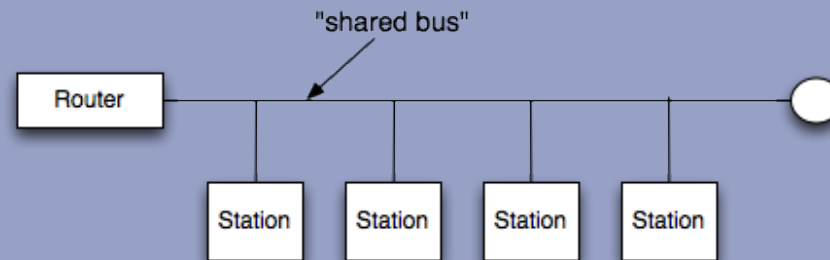 "shared bus"
Router
Station
Station
Station
Station